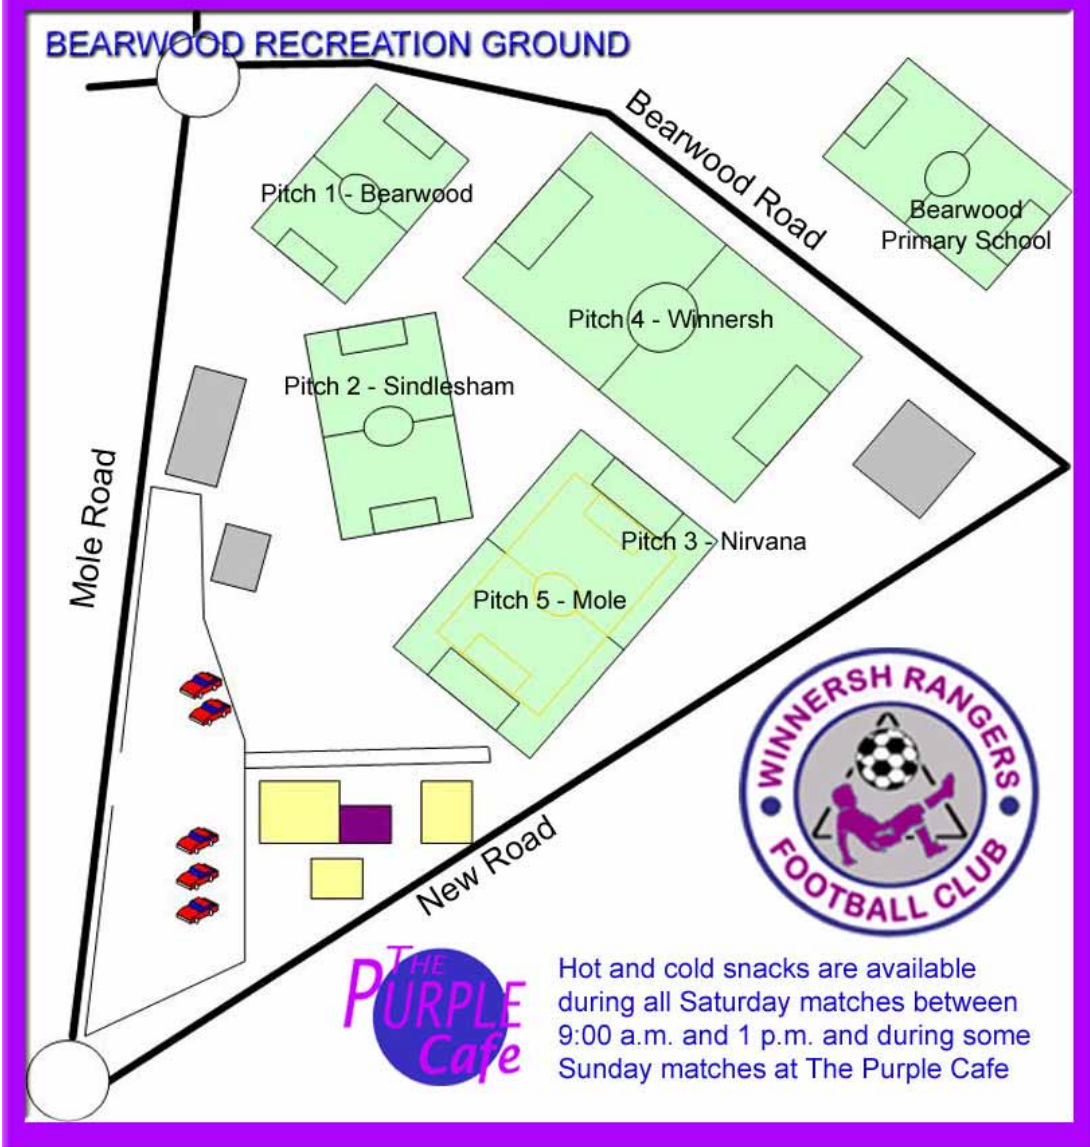 BEARWOOD RECREATION GROUND
Bearwood Road
Pitch 1 - Bearwood
Bearwood
Primary School
Pitch 4 - Winnersh
Pitch 2 - Sindlesham
Mole Road
Pitch 3 - Nirvana
Pitch 5 - Mole
WINNERSH RANGERS
FOOTBALL CLUB
New Road
THE
PURPLE
Cafe
Hot and cold snacks are available
during all Saturday matches between
9:00 a.m. and 1 p.m. and during some
Sunday matches at The Purple Cafe